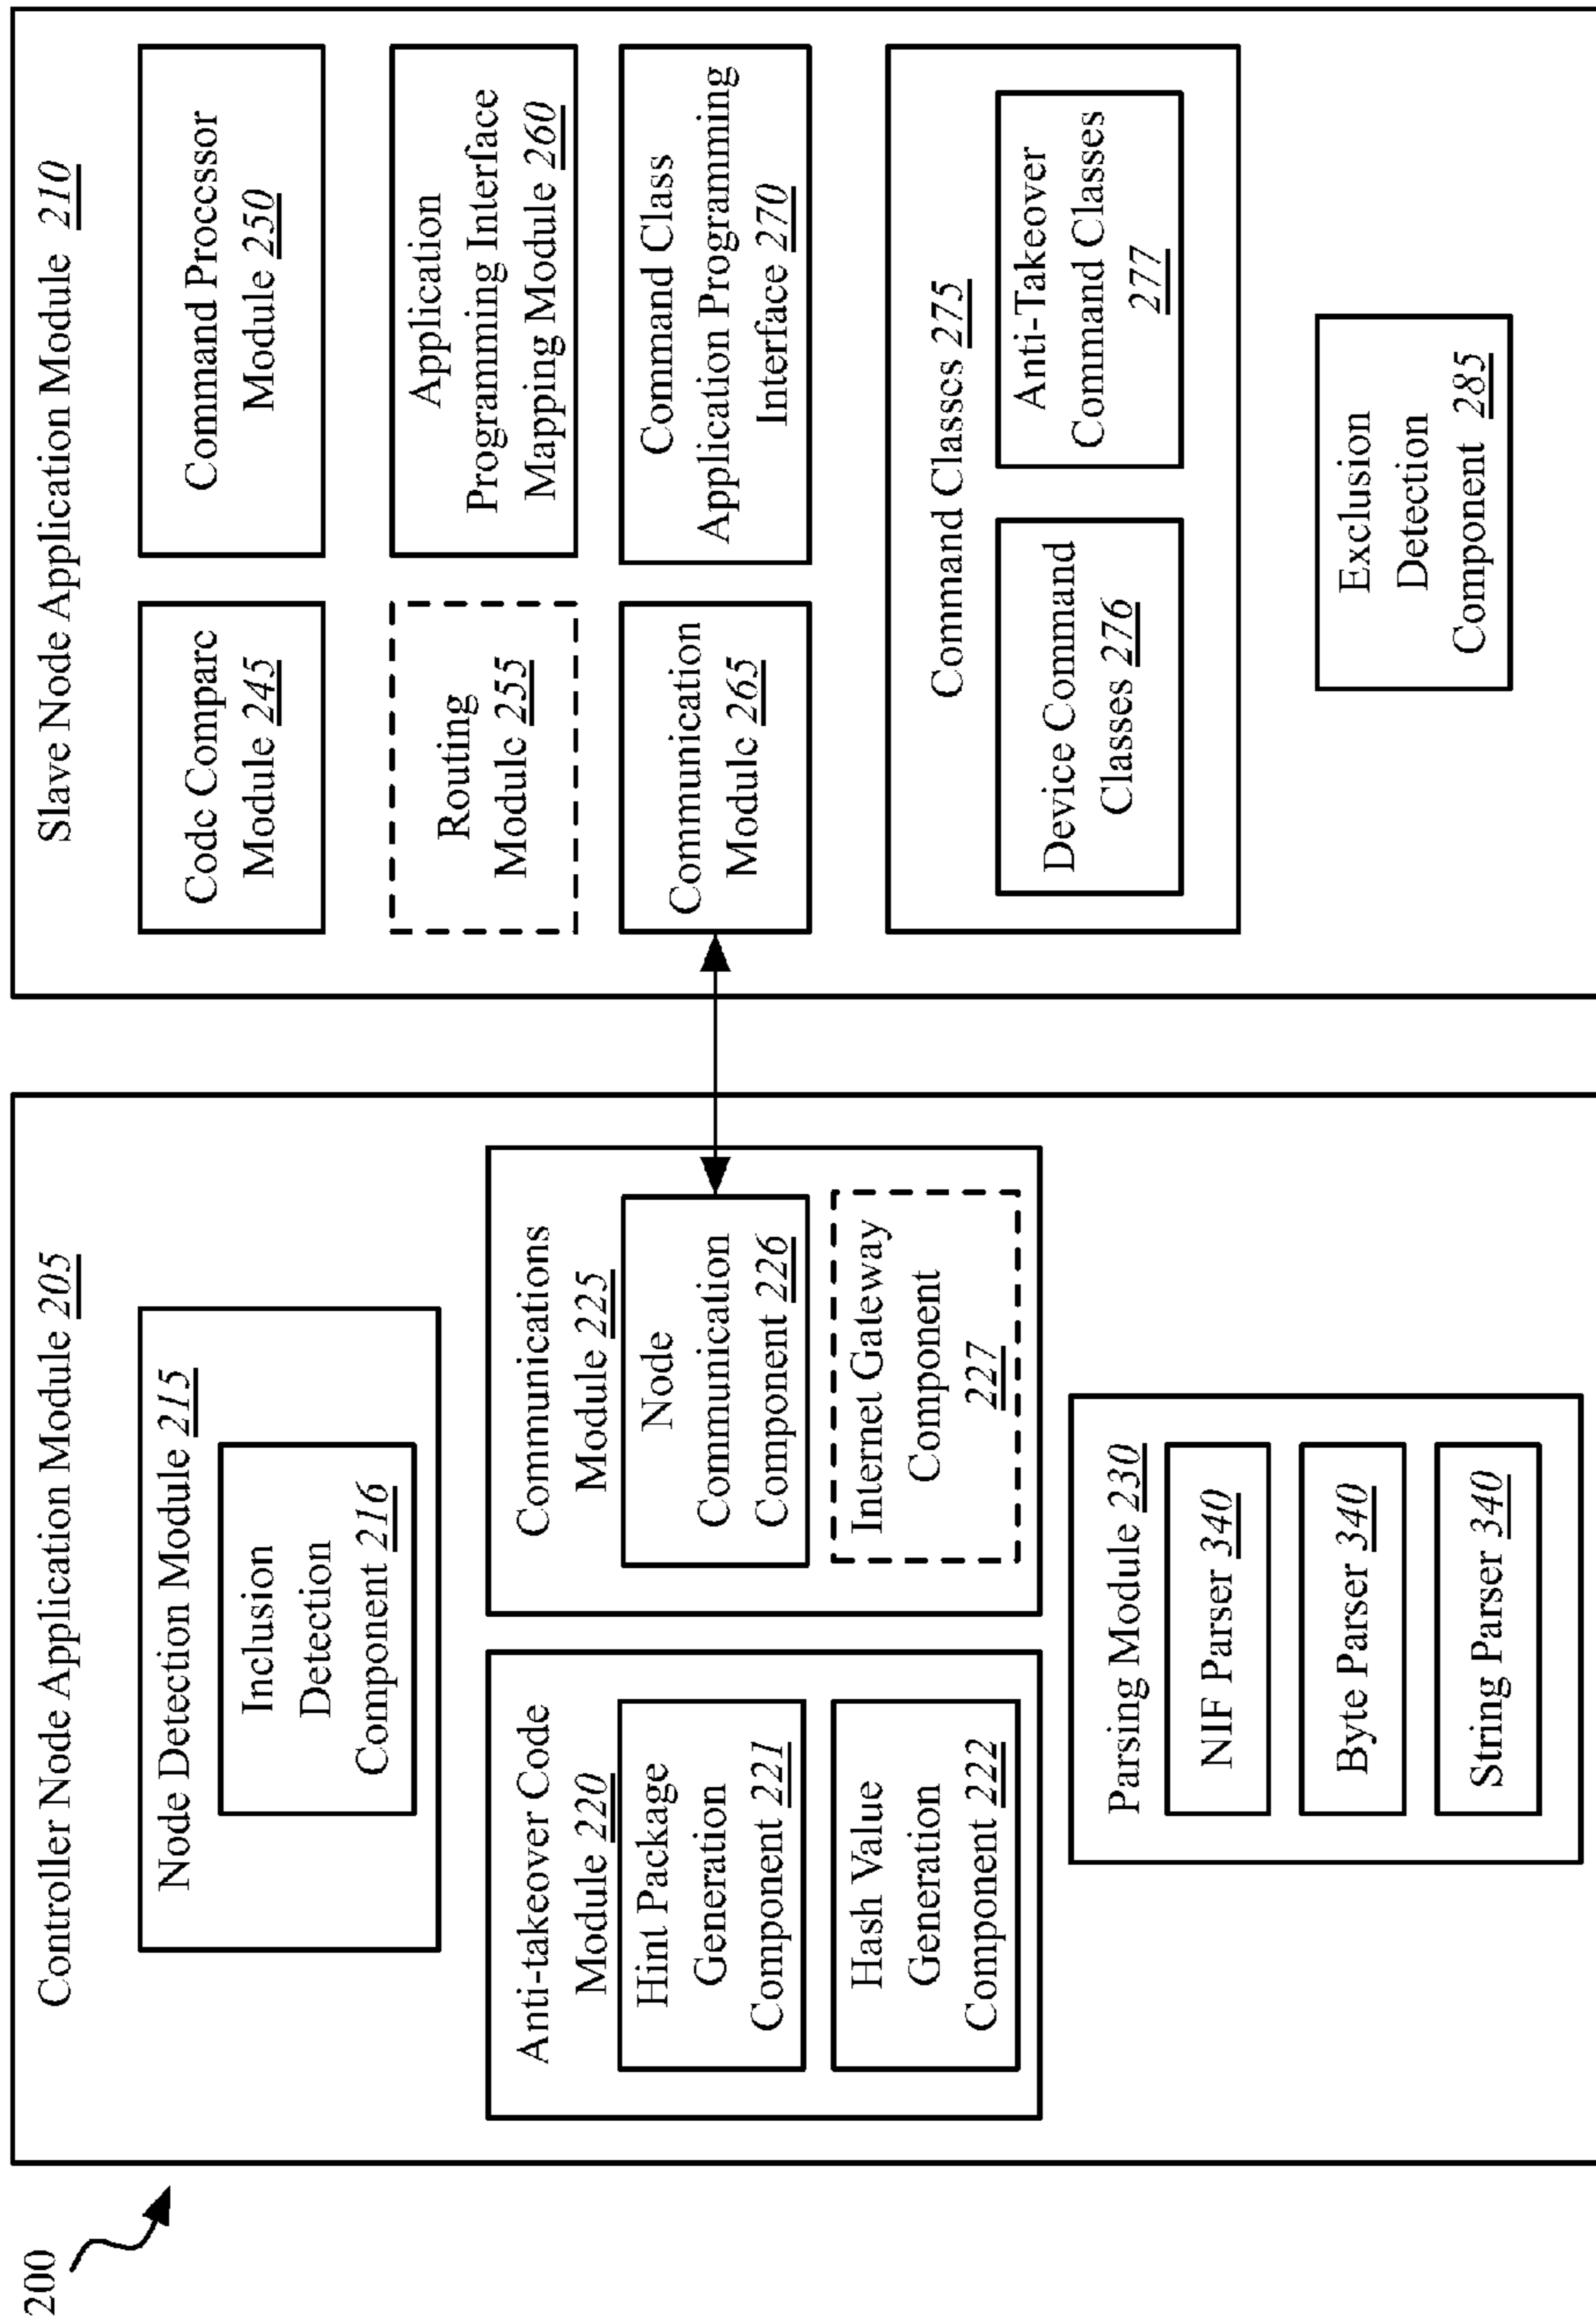 200
Controller Node Application Module 205
Node Detection Module 215
Inclusion
Detection
Component 216
Anti-takeover Code
Module 220
Hint Package
Generation
Component 221
Hash Value
Generation
Component 222
Communications
Module 225
Node
Communication
Component 226
Internet Gateway
Component
227
Parsing Module 230
NIF Parser 340
Byte Parser 340
String Parser 340
Slave Node Application Module 210
Code Compare
Module 245
Command Processor
Module 250
Routing
Module 255
Application
Programming Interface
Mapping Module 260
Communication
Module 265
Command Class
Application Programming
Interface 270
Command Classes 275
Device Command
Classes 276
Anti-Takeover
Command Classes
277
Exclusion
Detection
Component 285